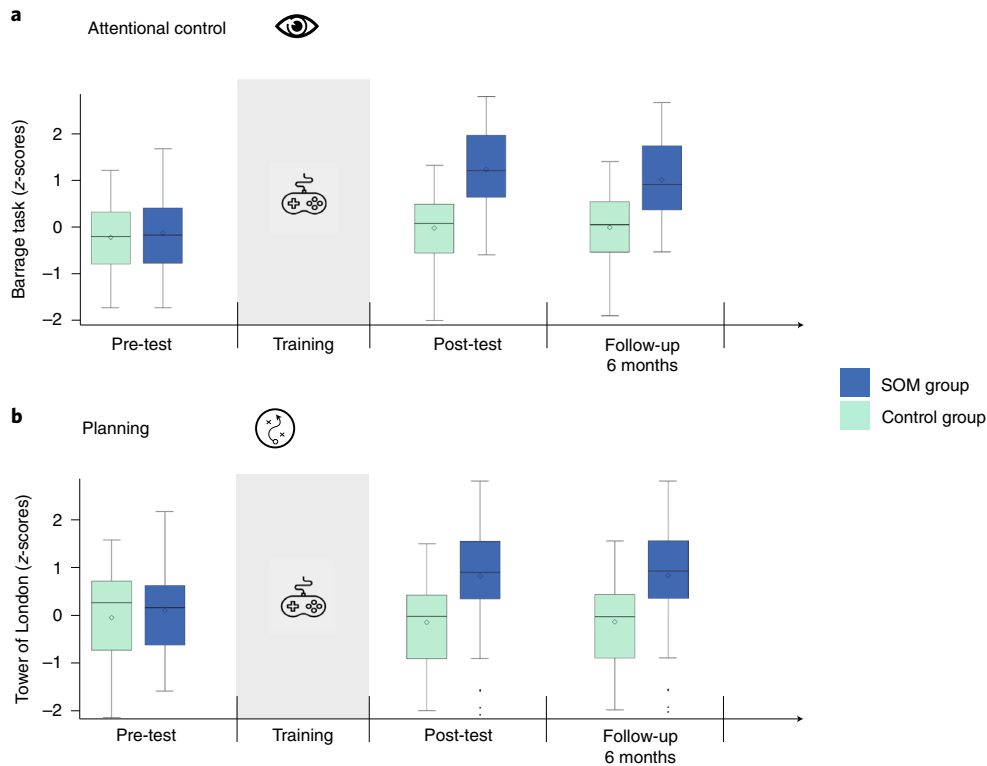 a
Attentional control
Barrage task (z-scores)
2
1
0
–1
–2
Pre-test
Training
Post-test
Follow-up
6 months
SOM group
Control group
b
Planning
Tower of London (z-scores)
2
1
0
–1
–2
Pre-test
Training
Post-test
Follow-up
6 months